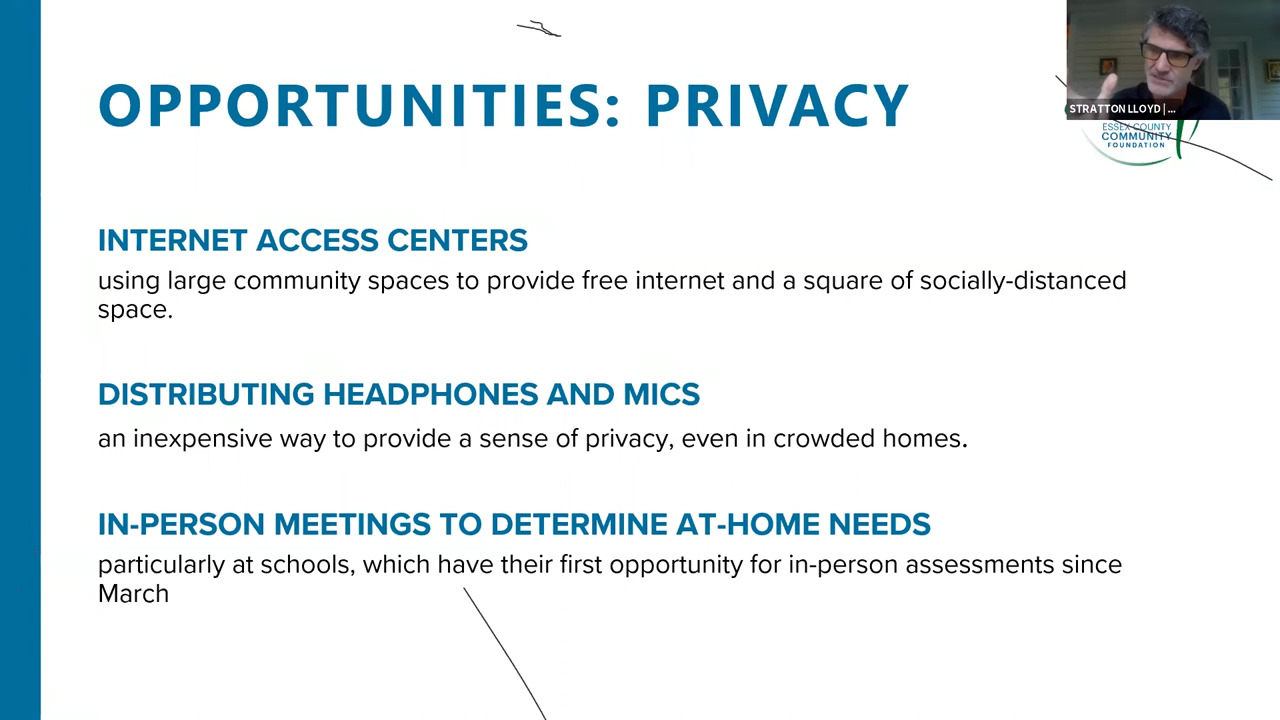 OPPORTUNITIES: PRIVACY
STRATTON LLOYD | ...
ESSEX COUNTY
COMMUNITY
FOUNDATION
INTERNET ACCESS CENTERS
using large community spaces to provide free internet and a square of socially-distanced
space.
DISTRIBUTING HEADPHONES AND MICS
an inexpensive way to provide a sense of privacy, even in crowded homes.
IN-PERSON MEETINGS TO DETERMINE AT-HOME NEEDS
particularly at schools, which have their first opportunity for in-person assessments since
March